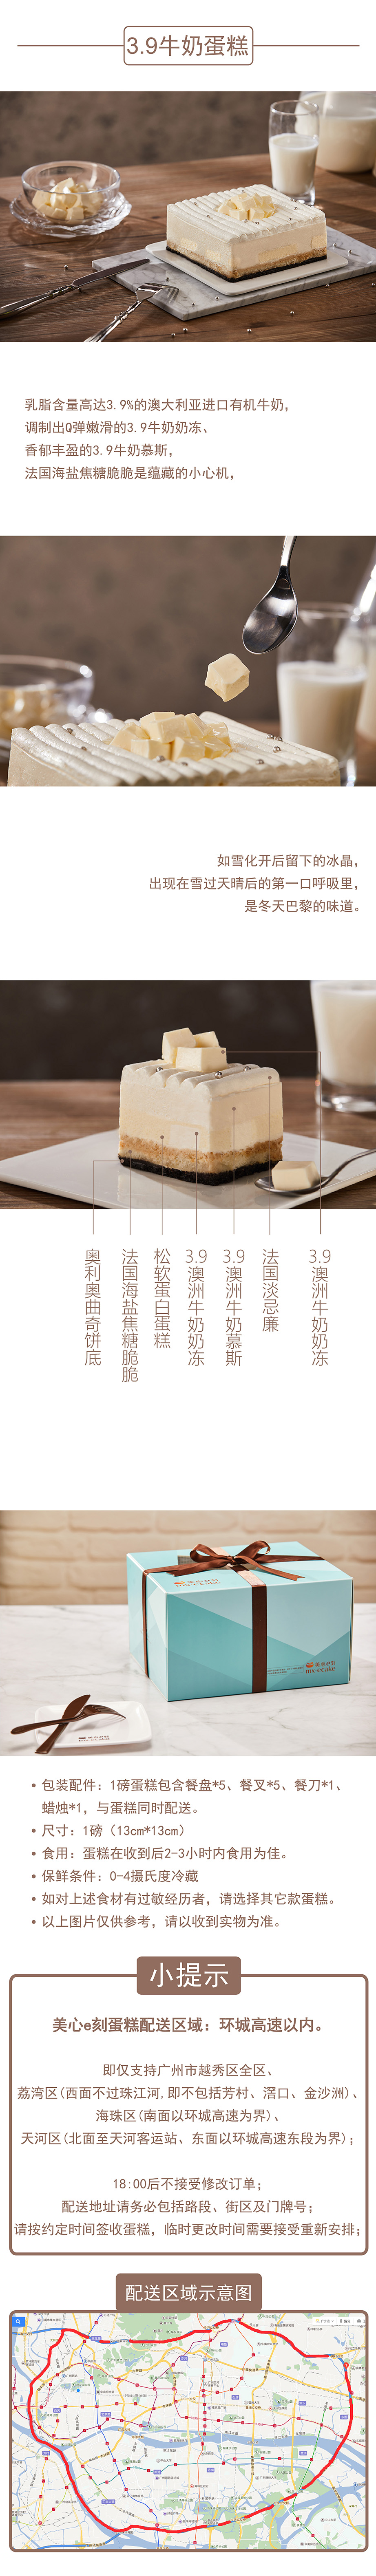 3.9牛奶蛋糕
乳脂含量高达3.9%的澳大利亚进口有机牛奶，
调制出Q弹嫩滑的3.9牛奶奶冻、
香郁丰盈的3.9牛奶慕斯，
法国海盐焦糖脆脆是蕴藏的小心机，
如雪化开后留下的冰晶，
出现在雪过天晴后的第一口呼吸里，
是冬天巴黎的味道。
奥利奥曲奇饼底
法国海盐焦糖脆脆
松软蛋白蛋糕
3.9澳洲牛奶奶冻
3.9澳洲牛奶慕斯
法国淡忌廉
3.9澳洲牛奶奶冻
• 包装配件：1磅蛋糕包含餐盘*5、餐叉*5、餐刀*1、
蜡烛*1，与蛋糕同时配送。
• 尺寸：1磅（13cm*13cm）
• 食用：蛋糕在收到后2-3小时内食用为佳。
• 保鲜条件：0-4摄氏度冷藏
• 如对上述食材有过敏经历者，请选择其它款蛋糕。
• 以上图片仅供参考，请以收到实物为准。
小提示
美心e刻蛋糕配送区域：环城高速以内。
即仅支持广州市越秀区全区、
荔湾区(西面不过珠江河,即不包括芳村、滘口、金沙洲)、
海珠区(南面以环城高速为界)、
天河区(北面至天河客运站、东面以环城高速东段为界)；
18:00后不接受修改订单；
配送地址请务必包括路段、街区及门牌号；
请按约定时间签收蛋糕，临时更改时间需要接受重新安排；
配送区域示意图